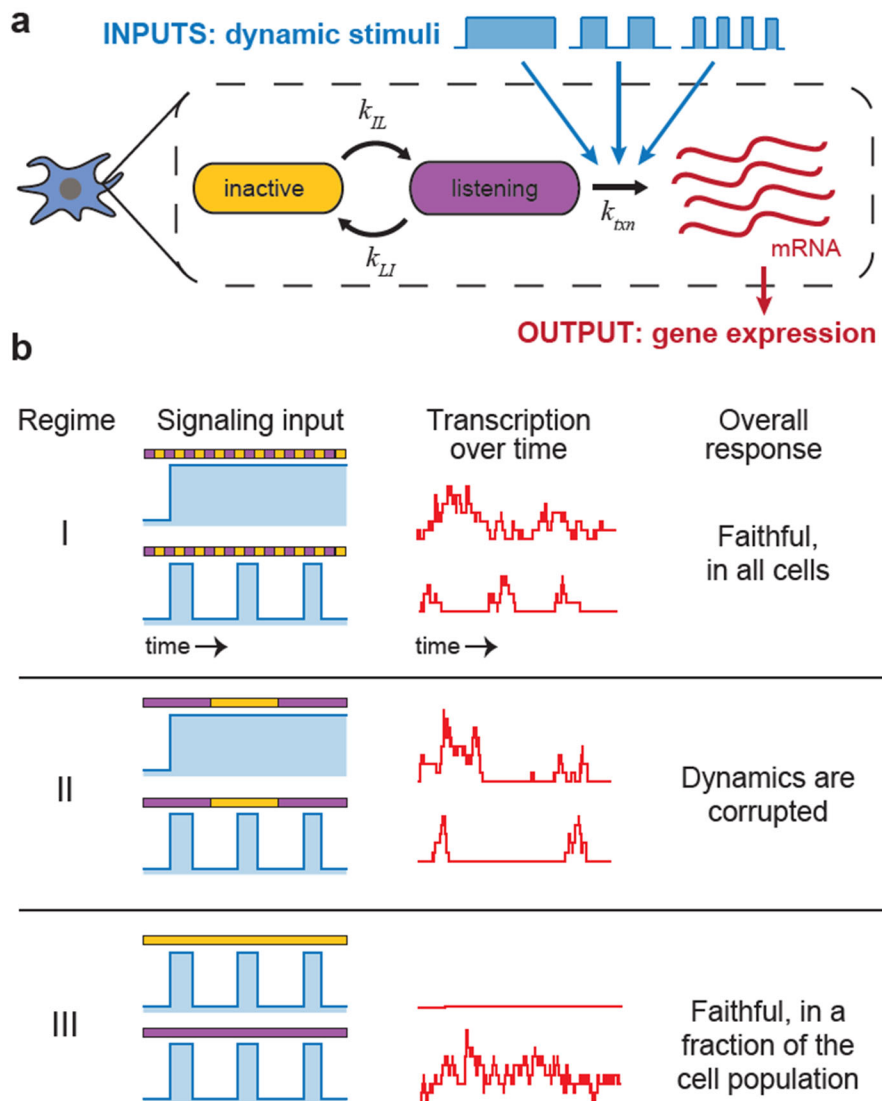 a
INPUTS: dynamic stimuli
k_IL
inactive
listening
k_txn
k_LI
mRNA
OUTPUT: gene expression
b
Regime
Signaling input
Transcription
over time
Overall
response
I
Faithful,
in all cells
time
time
II
Dynamics are
corrupted
III
Faithful, in a
fraction of the
cell population